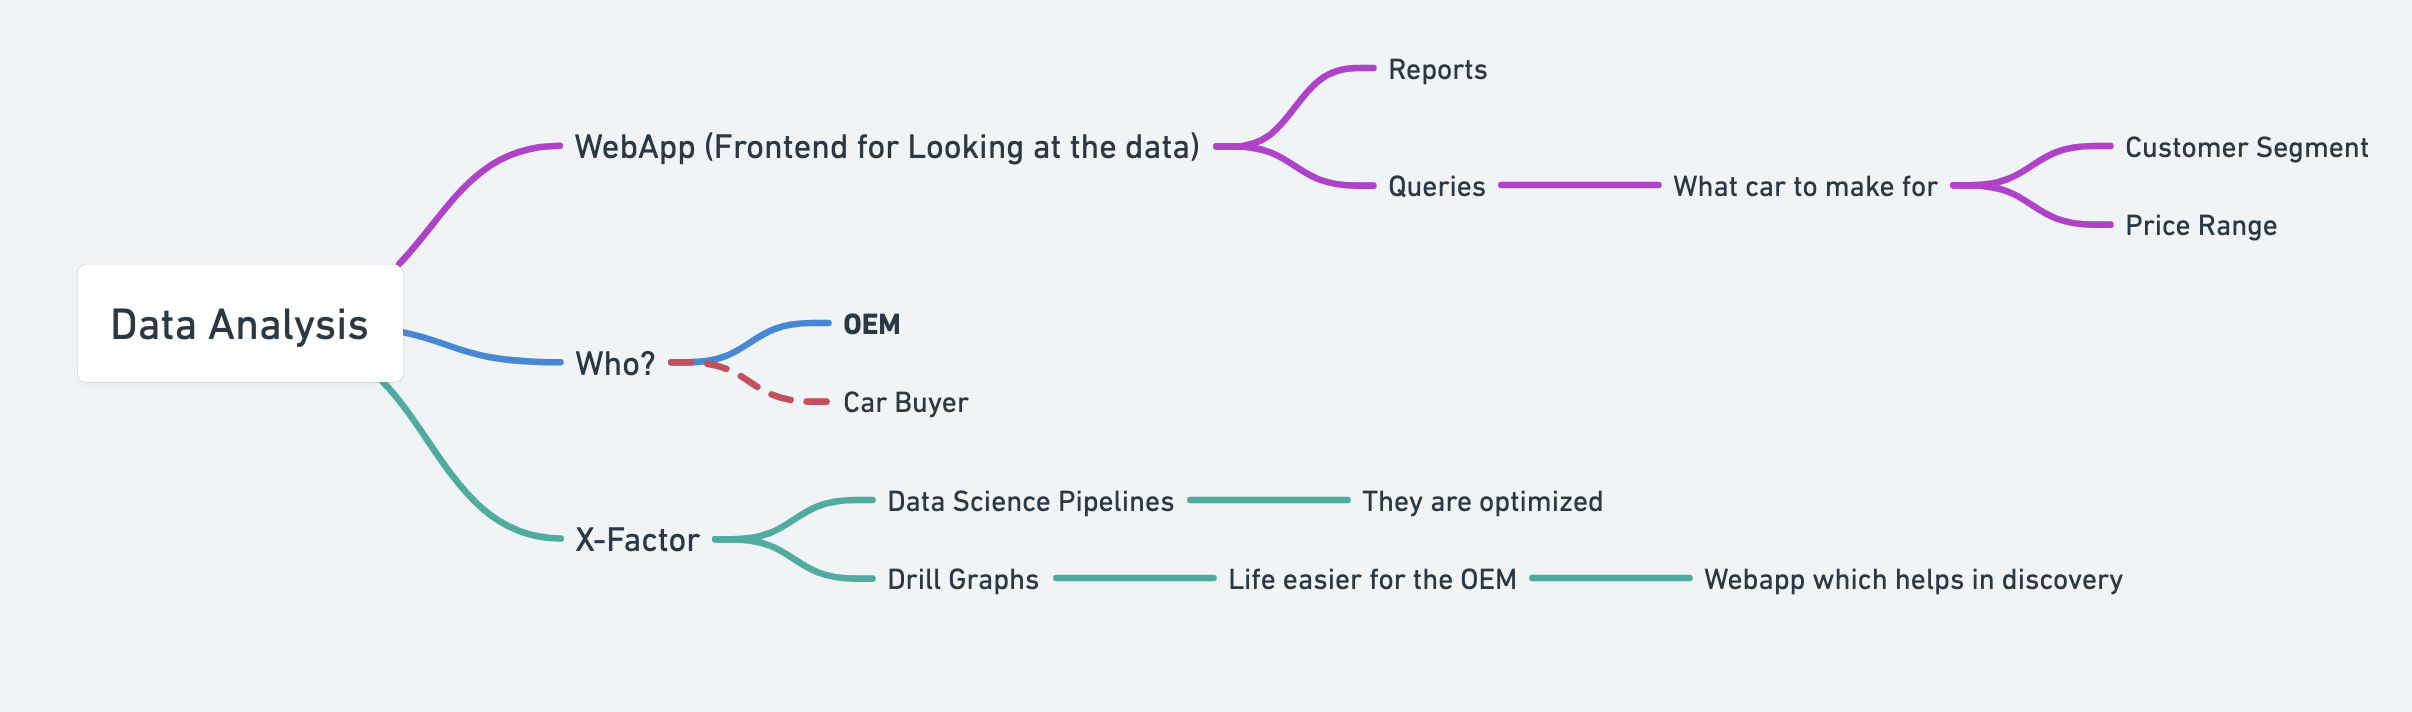 Data Analysis
WebApp (Frontend for Looking at the data)
Reports
Queries
What car to make for
Customer Segment
Price Range
Who?
OEM
Car Buyer
X-Factor
Data Science Pipelines
They are optimized
Drill Graphs
Life easier for the OEM
Webapp which helps in discovery